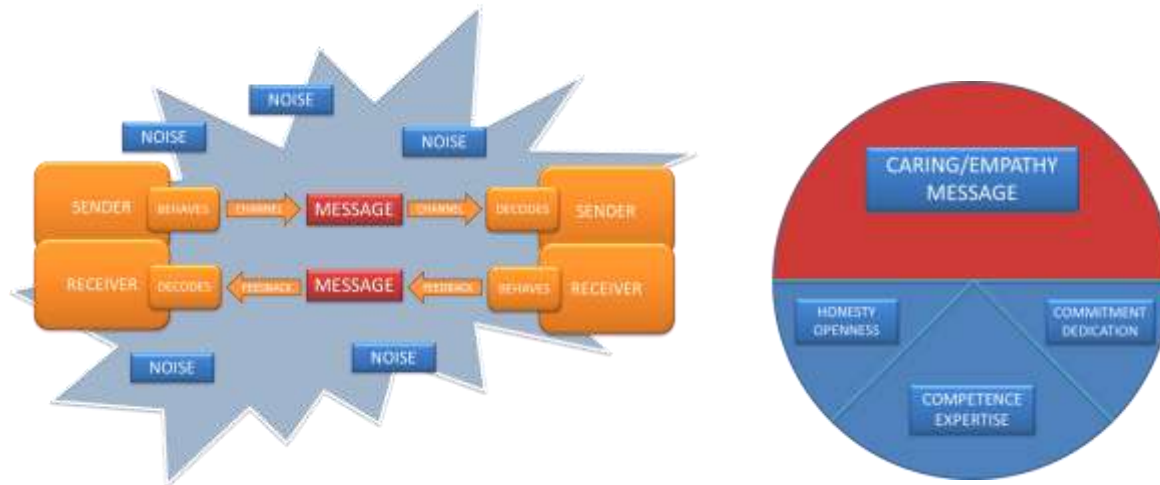 NOISE
NOISE
NOISE
SENDER
BEHAVES
CHANNEL
MESSAGE
CHANNEL
DECODES
SENDER
RECEIVER
DECODES
FEEDBACK
MESSAGE
FEEDBACK
BEHAVES
RECEIVER
NOISE
NOISE
CARING/EMPATHY
MESSAGE
HONESTY
OPENNESS
COMMITMENT
DEDICATION
COMPETENCE
EXPERTISE